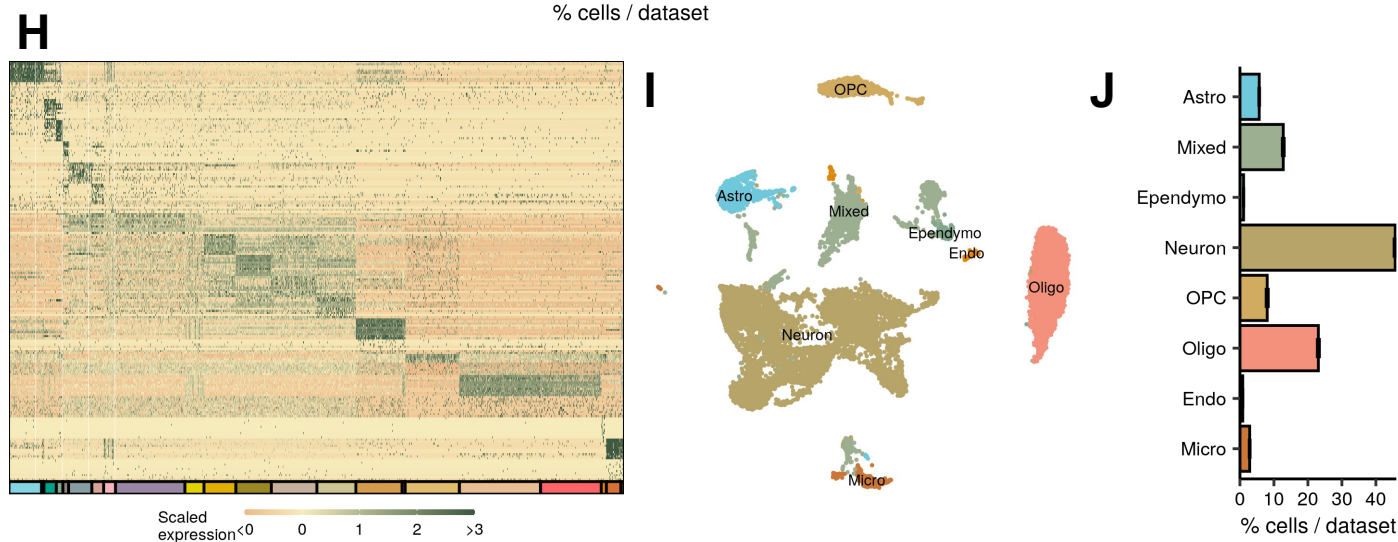 % cells / dataset
H
I
J
OPC
Astro
Mixed
Ependymo
Endo
Oligo
Neuron
Micro
Astro
Mixed
Ependymo
Neuron
OPC
Oligo
Endo
Micro
0 10 20 30 40
% cells / dataset
Scaled
expression
<0 0 1 2 >3